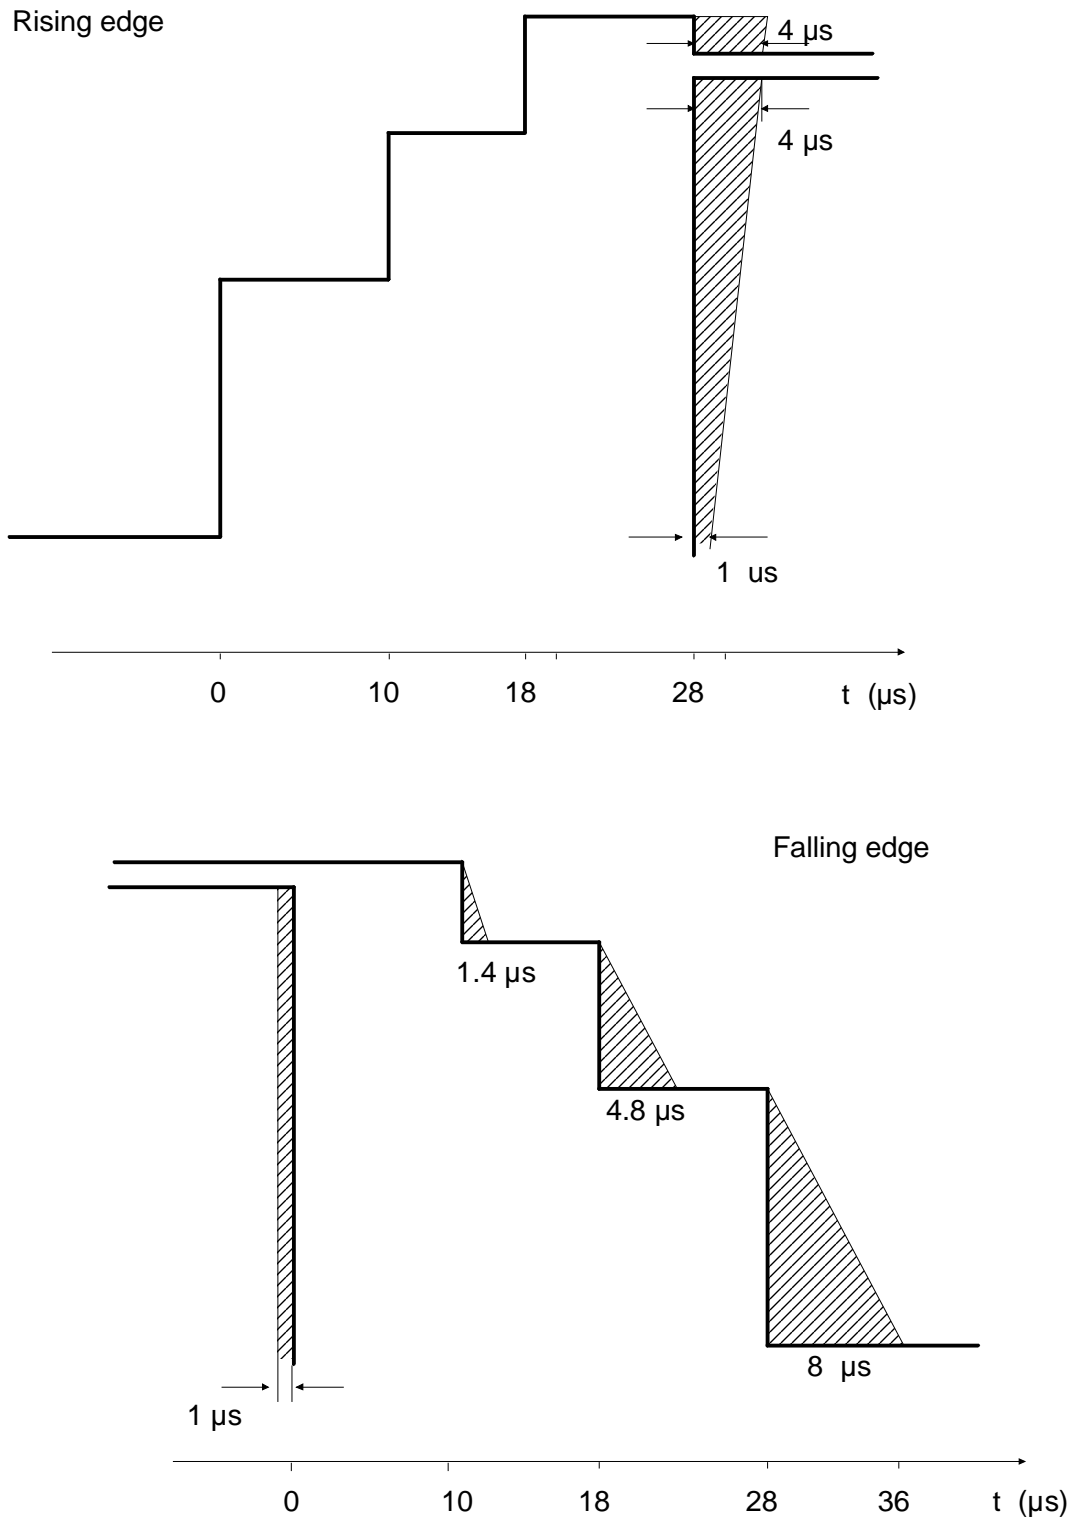 Rising edge
4 µs
4 µs
1 us
0 10 18 28 t (µs)
Falling edge
1.4 µs
4.8 µs
8 µs
1 µs
0 10 18 28 36 t (µs)